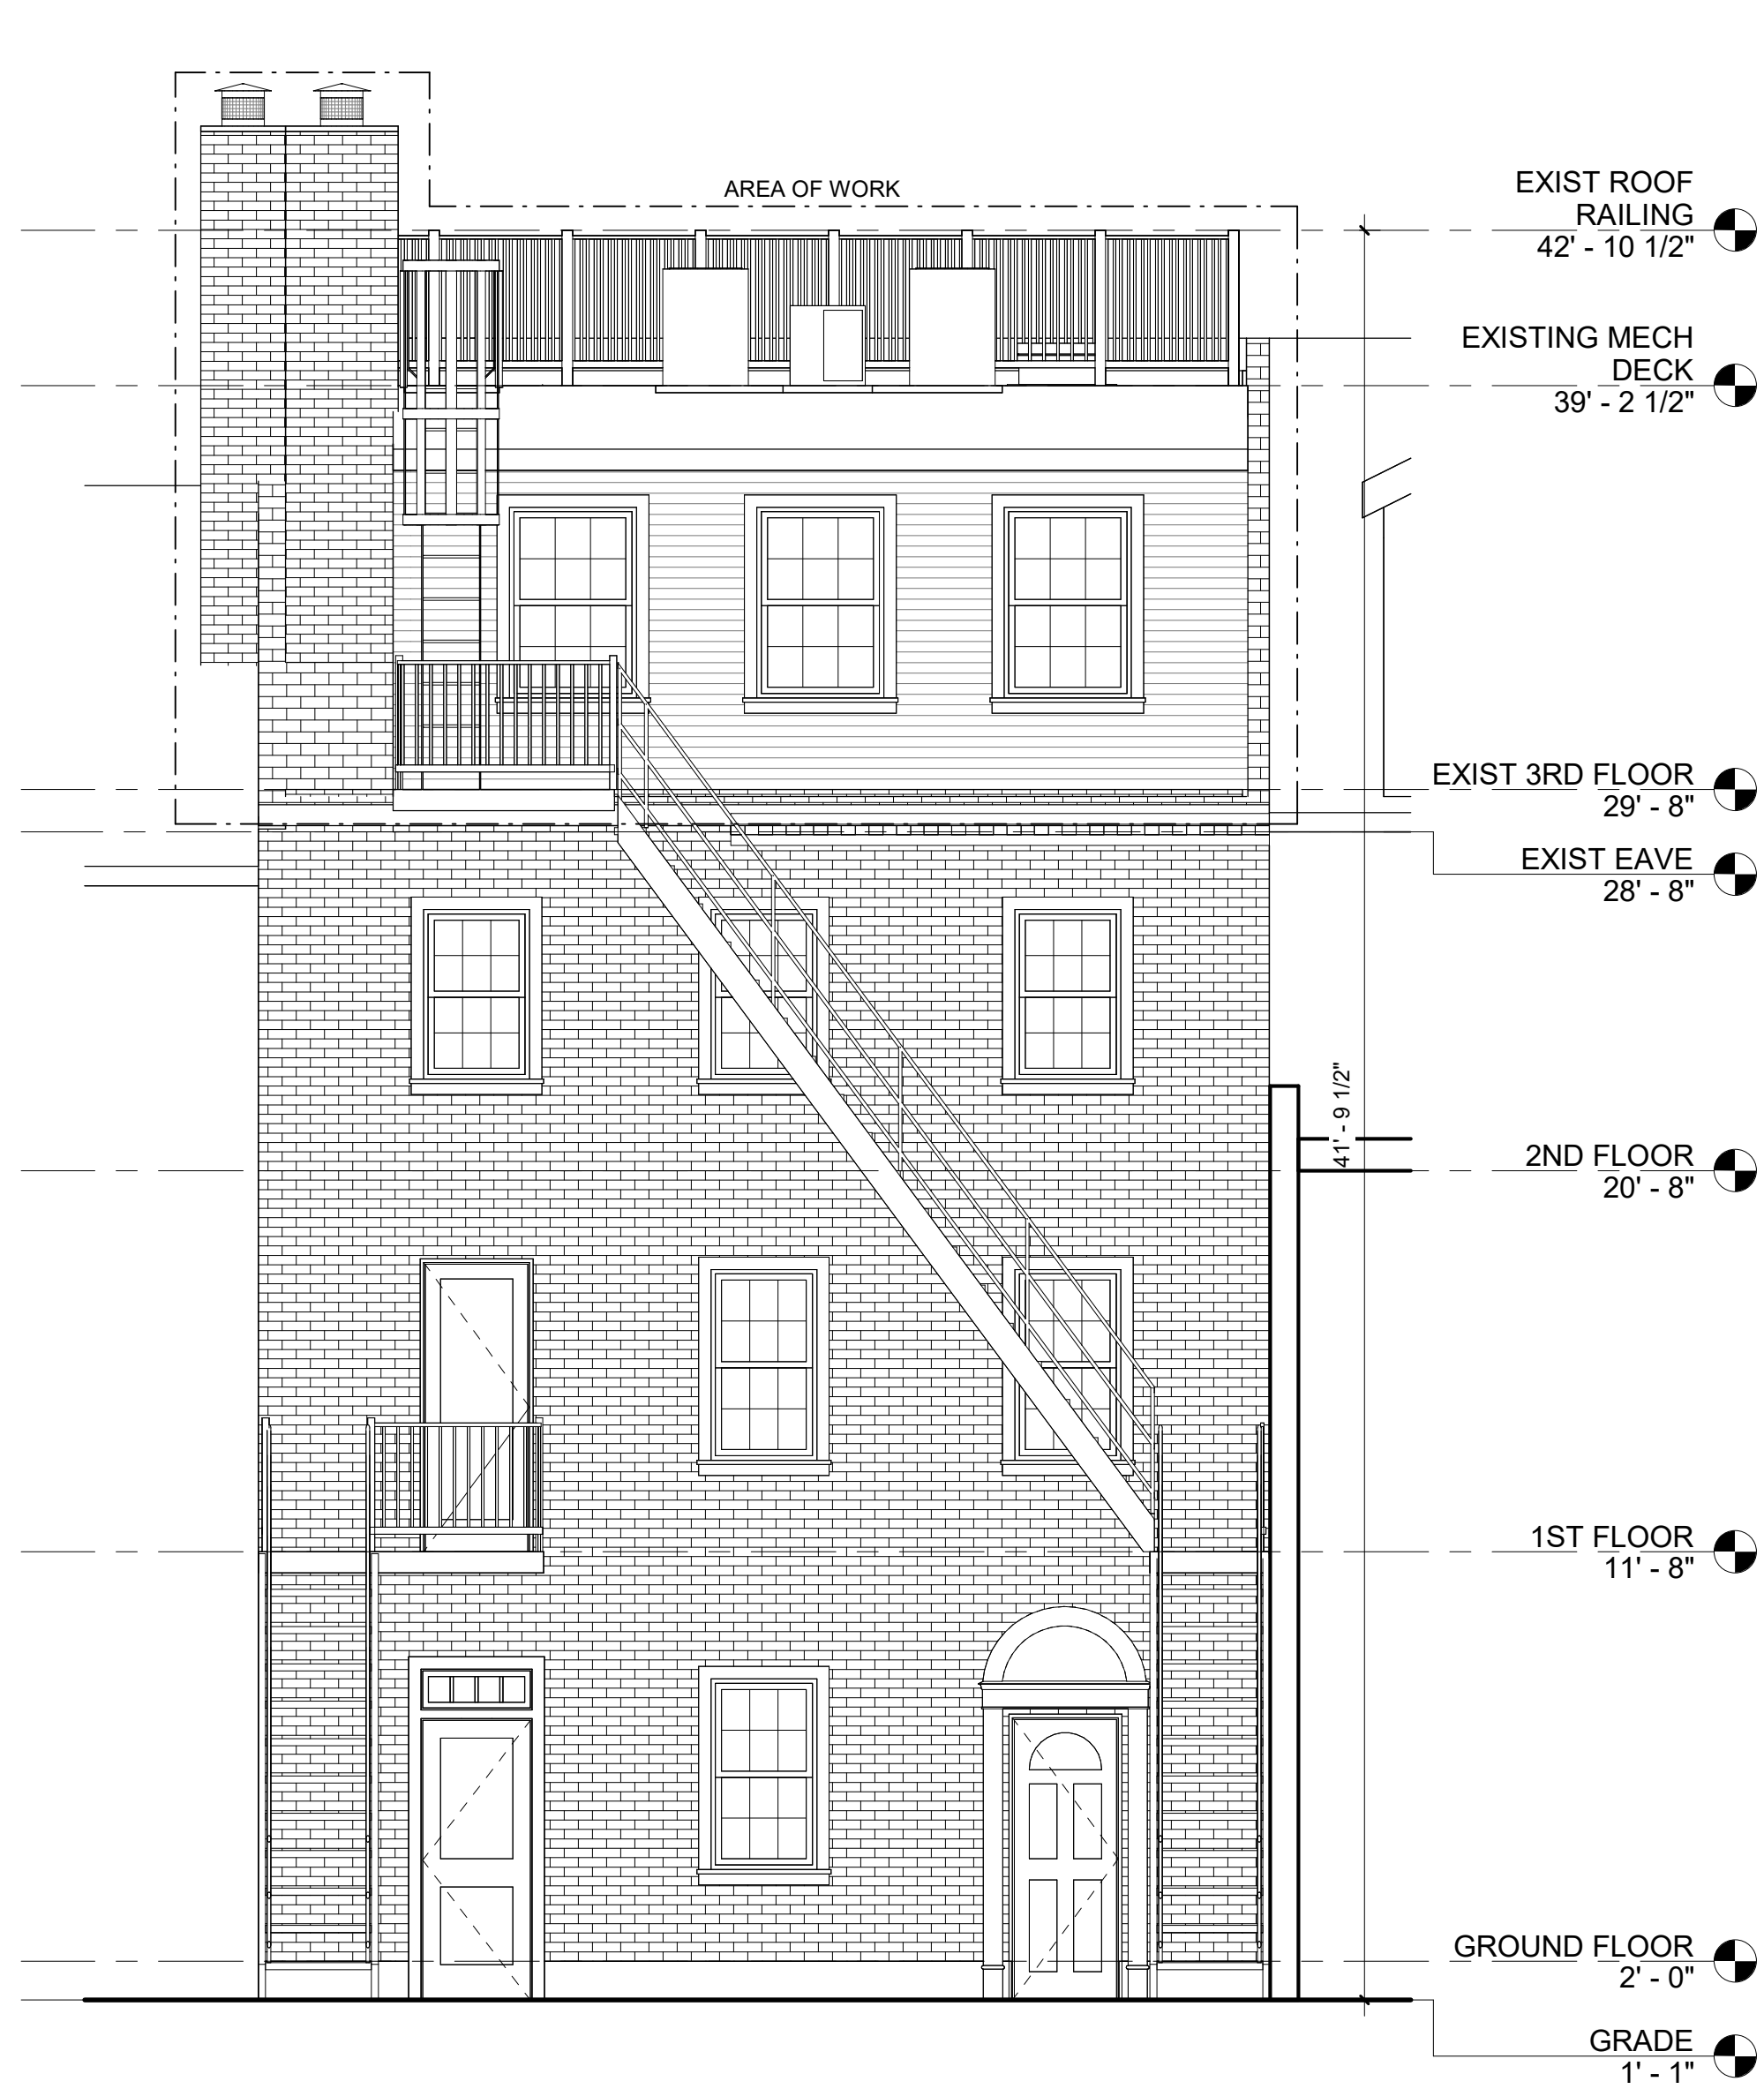 AREA OF WORK
EXIST ROOF
RAILING
42' - 10 1/2"
EXISTING MECH
DECK
39' - 2 1/2"
EXIST 3RD FLOOR
29' - 8"
EXIST EAVE
28' - 8"
41' - 9 1/2"
2ND FLOOR
20' - 8"
1ST FLOOR
11' - 8"
GROUND FLOOR
2' - 0"
GRADE
1' - 1"